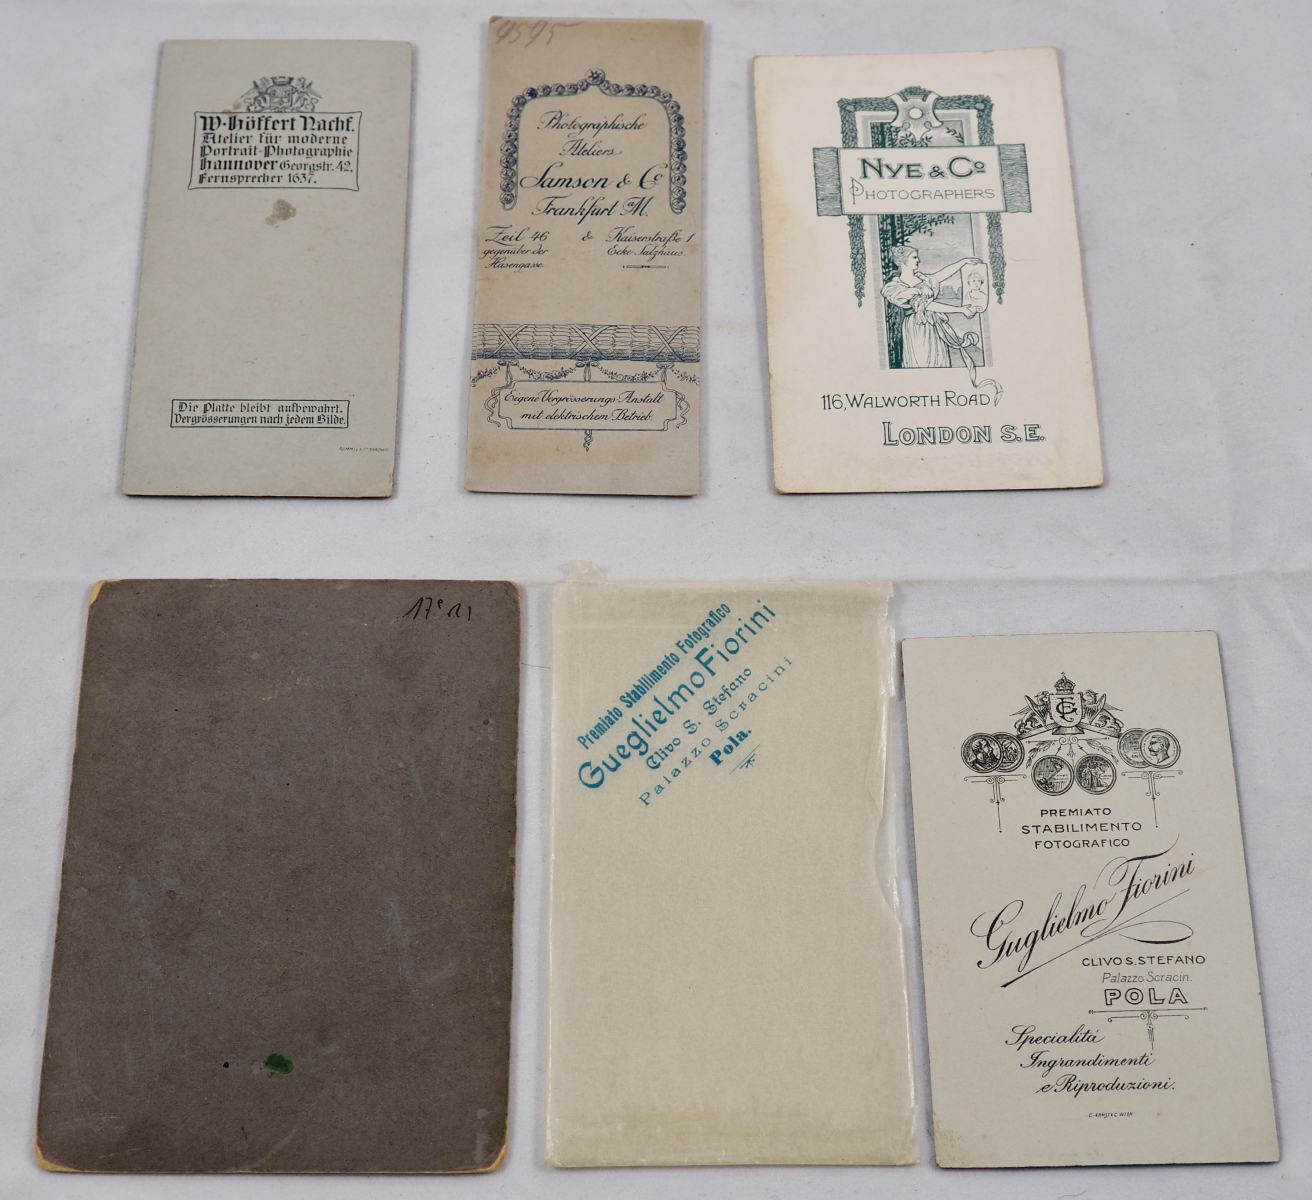 W. Höffert Nachf.
Atelier für moderne
Portrait-Photographie
Hannover Georgstr. 42,
Fernsprecher 1637.
Die Platte bleibt aufbewahrt.
Vergrösserungen nach jedem Bilde.
4595
Photographische
Ateliers
Samson & Co
Frankfurt a/M.
Zeil 46 & Kaiserstraße 1
gegenüber der Ecke Salzhaus.
Hasengasse.
Eigene Vergrösserungs-Anstalt
mit elektrischem Betrieb.
NYE & Co
PHOTOGRAPHERS
116, WALWORTH ROAD
LONDON S.E.
Premiato Stabilimento Fotografico
Gueglielmo Fiorini
Clivo S. Stefano
Palazzo Scracini
Pola.
PREMIATO
STABILIMENTO
FOTOGRAFICO
Guglielmo Fiorini
CLIVO S. STEFANO
Palazzo Scracin.
POLA
Specialitá
Ingrandimenti
e Riproduzioni.